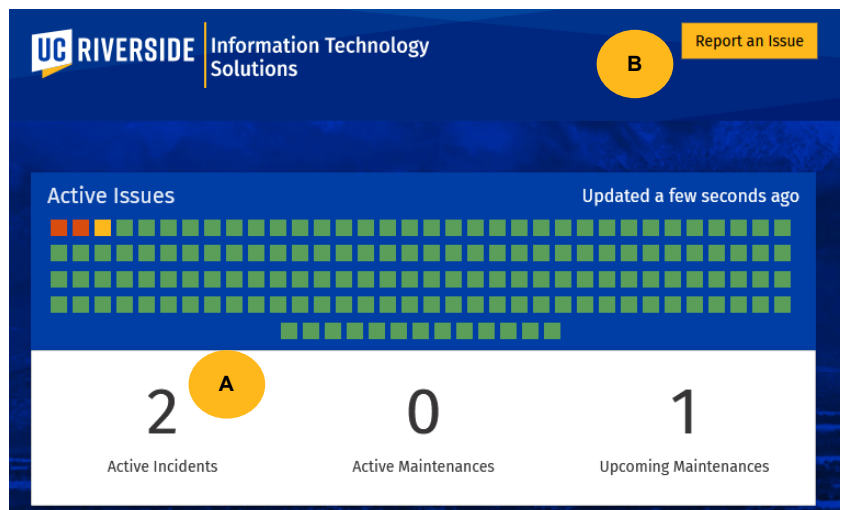 UC RIVERSIDE
Information Technology
Solutions
B
Report an Issue
Active Issues
Updated a few seconds ago
A
2
0
1
Active Incidents
Active Maintenances
Upcoming Maintenances